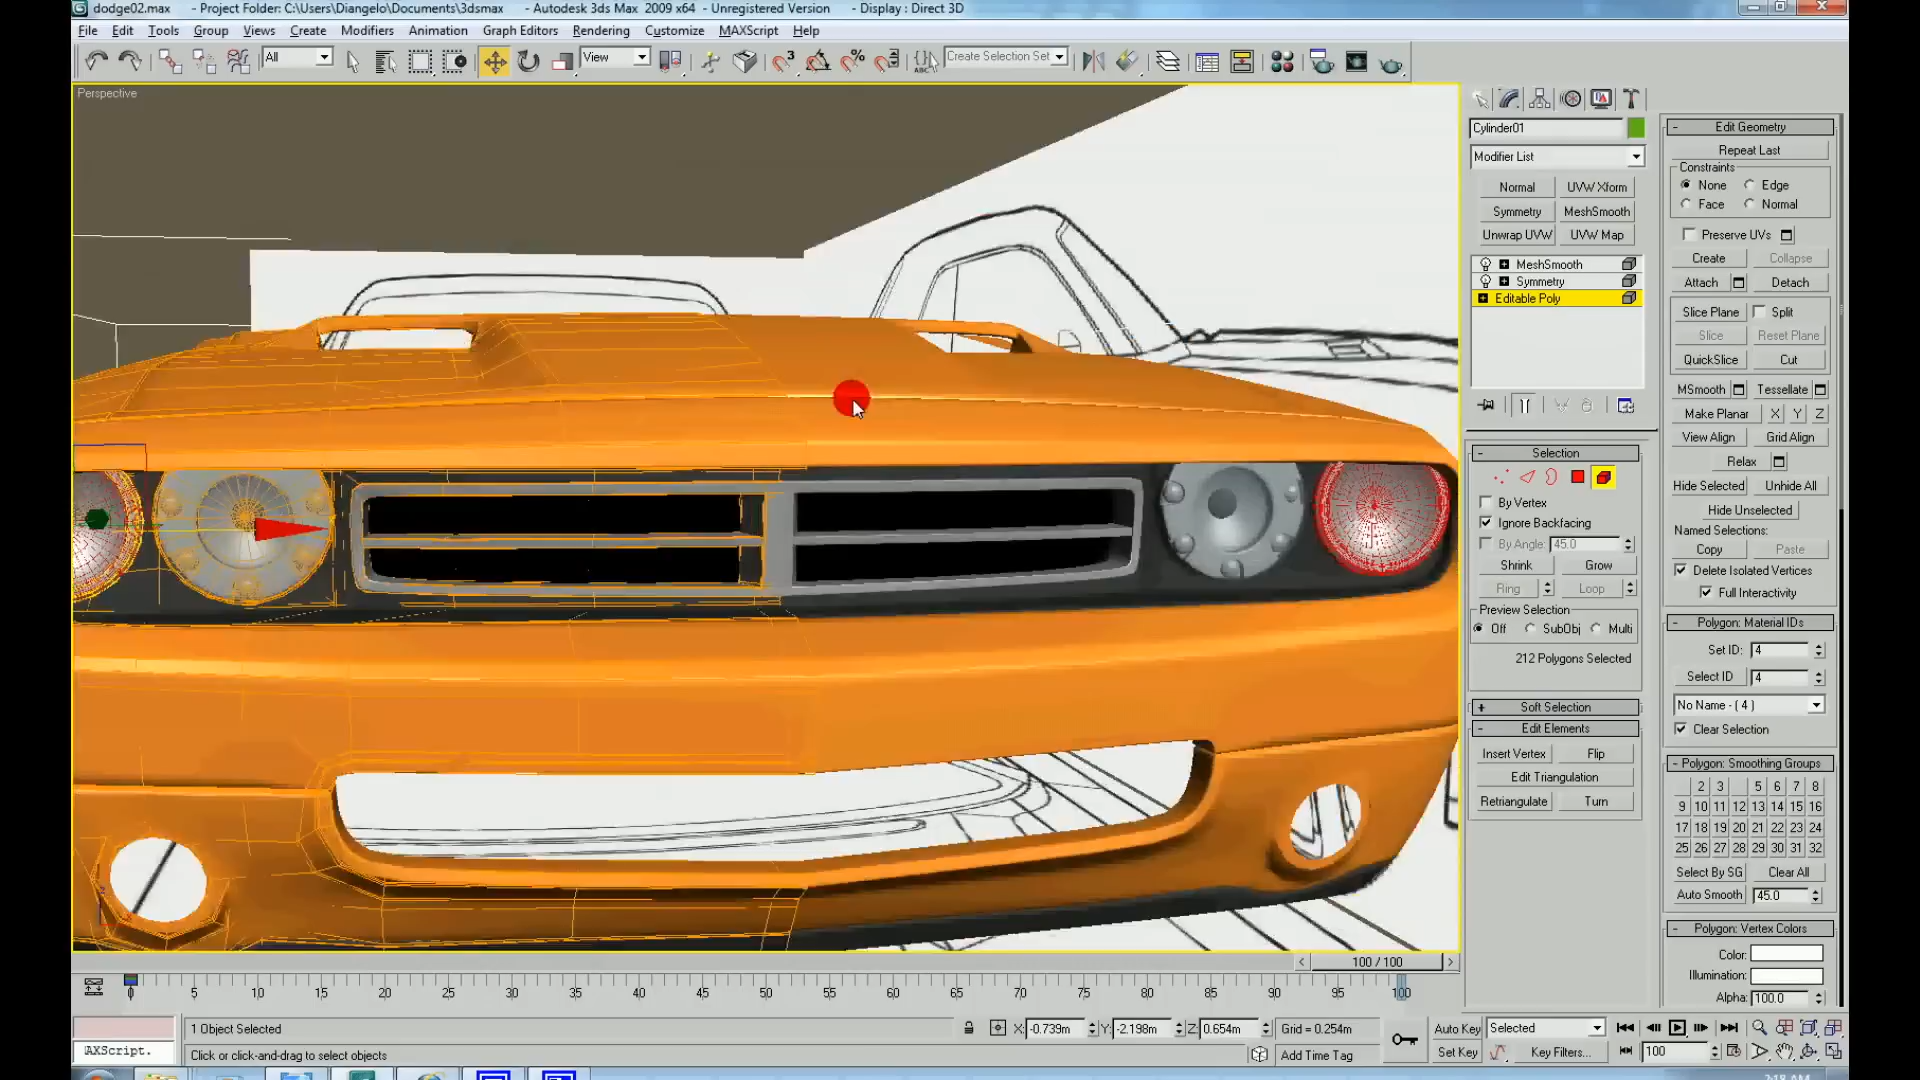 dodge02.max - Project Folder: C:\Users\Diangelo\Documents\3dsmax - Autodesk 3ds Max 2009 x64 - Unregistered Version - Display : Direct 3D
File Edit Tools Group Views Create Modifiers Animation Graph Editors Rendering Customize MAXScript Help
All View Create Selection Set
Perspective
Cylinder01
Modifier List
Normal UVW Xform
Symmetry MeshSmooth
Unwrap UVW UVW Map
MeshSmooth
Symmetry
Editable Poly
- Selection
By Vertex
Ignore Backfacing
By Angle: 45.0
Shrink Grow
Ring Loop
Preview Selection
Off SubObj Multi
212 Polygons Selected
+ Soft Selection
- Edit Elements
Insert Vertex Flip
Edit Triangulation
Retriangulate Turn
- Edit Geometry
Repeat Last
Constraints
None Edge
Face Normal
Preserve UVs
Create Collapse
Attach Detach
Slice Plane Split
Slice Reset Plane
QuickSlice Cut
MSmooth Tessellate
Make Planar X Y Z
View Align Grid Align
Relax
Hide Selected Unhide All
Hide Unselected
Named Selections:
Copy Paste
Delete Isolated Vertices
Full Interactivity
- Polygon: Material IDs
Set ID: 4
Select ID 4
No Name - ( 4 )
Clear Selection
- Polygon: Smoothing Groups
2 3 5 6 7 8
9 10 11 12 13 14 15 16
17 18 19 20 21 22 23 24
25 26 27 28 29 30 31 32
Select By SG Clear All
Auto Smooth 45.0
- Polygon: Vertex Colors
Color:
Illumination:
Alpha: 100.0
< 100 / 100 >
0 5 10 15 20 25 30 35 40 45 50 55 60 65 70 75 80 85 90 95 100
1 Object Selected X: -0.739m Y: -2.198m Z: 0.654m Grid = 0.254m Auto Key Selected
AXScript. Click or click-and-drag to select objects Add Time Tag Set Key Key Filters... 100